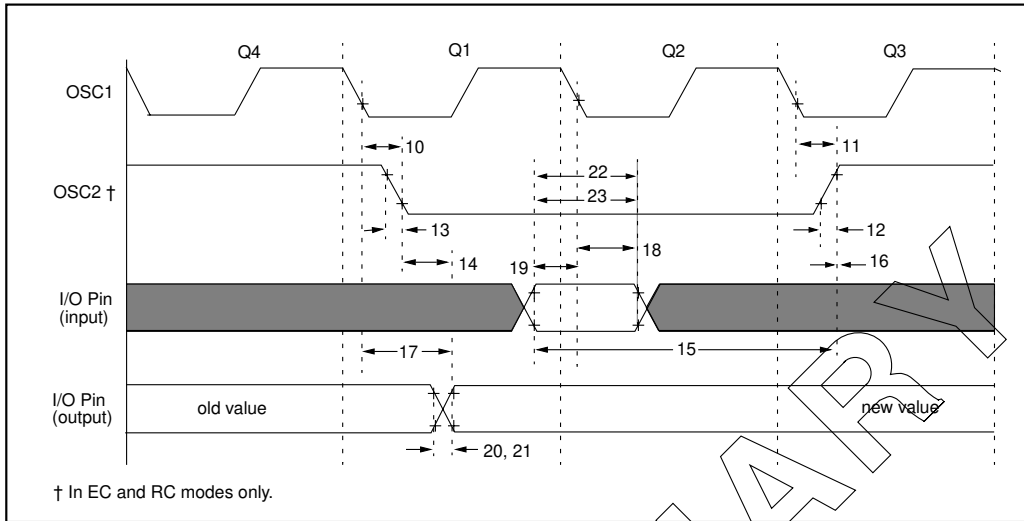 Q4 Q1 Q2 Q3
OSC1
10 11
22
OSC2 †
23
13 12
18
14 19 16
I/O Pin
(input)
17 15
I/O Pin
(output)
old value new value
20, 21
† In EC and RC modes only.
ARY